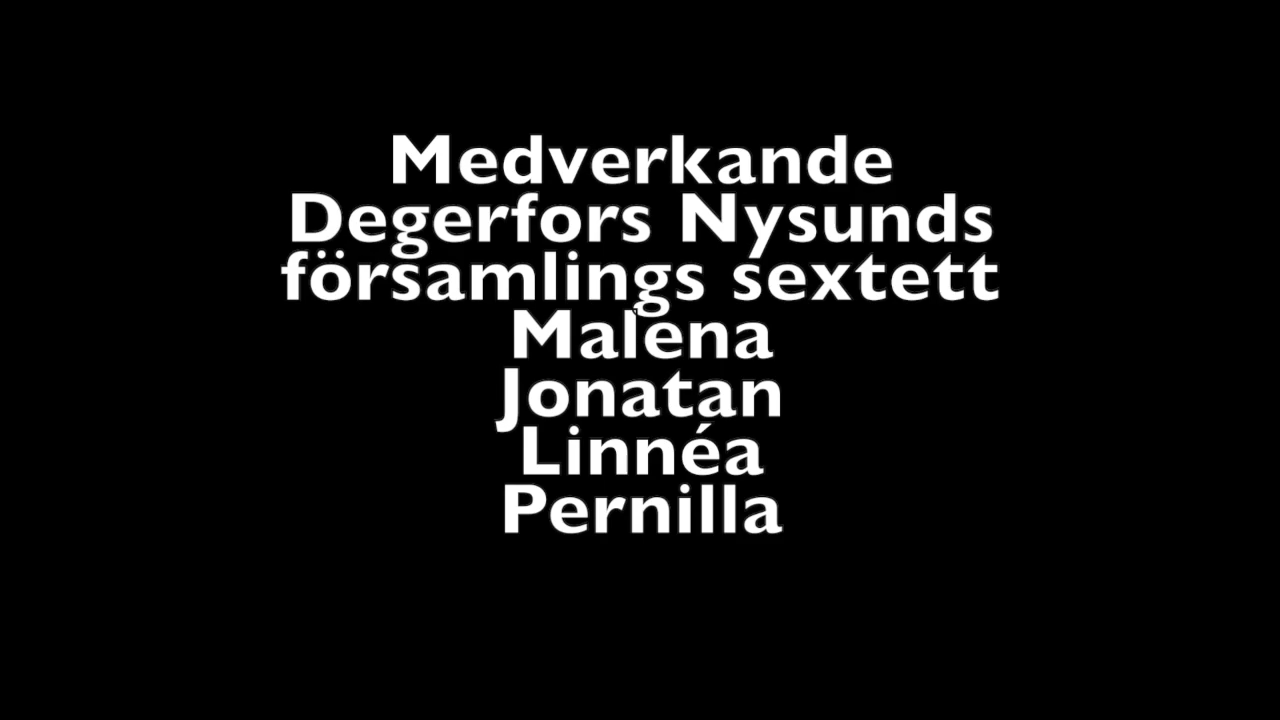 Medverkande
Degerfors Nysunds
församlings sextett
Malena
Jonatan
Linnéa
Pernilla